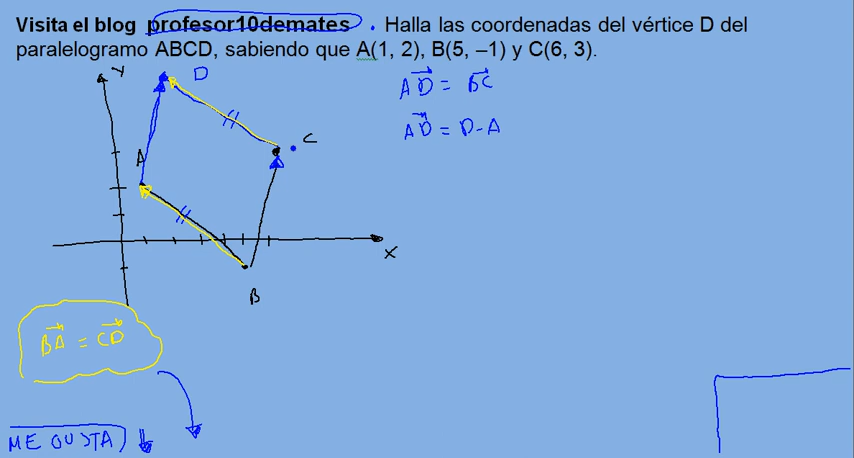 Visita el blog profesor10demates . Halla las coordenadas del vértice D del
paralelogramo ABCD, sabiendo que A(1, 2), B(5, –1) y C(6, 3).
Y
D
AD = BC
AD = D-A
C
A
X
B
BA = CD
ME GUSTA